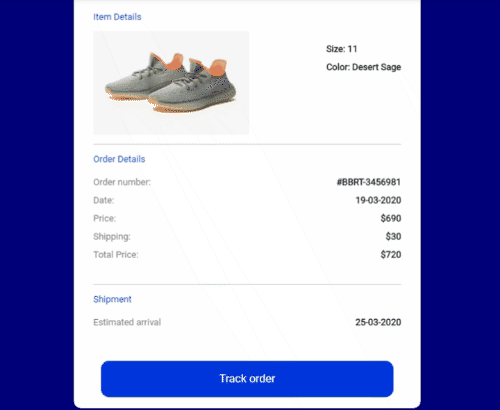 Item Details
Size: 11
Color: Desert Sage
Order Details
Order number: #BBRT-3456981
Date: 19-03-2020
Price: $690
Shipping: $30
Total Price: $720
Shipment
Estimated arrival 25-03-2020
Track order